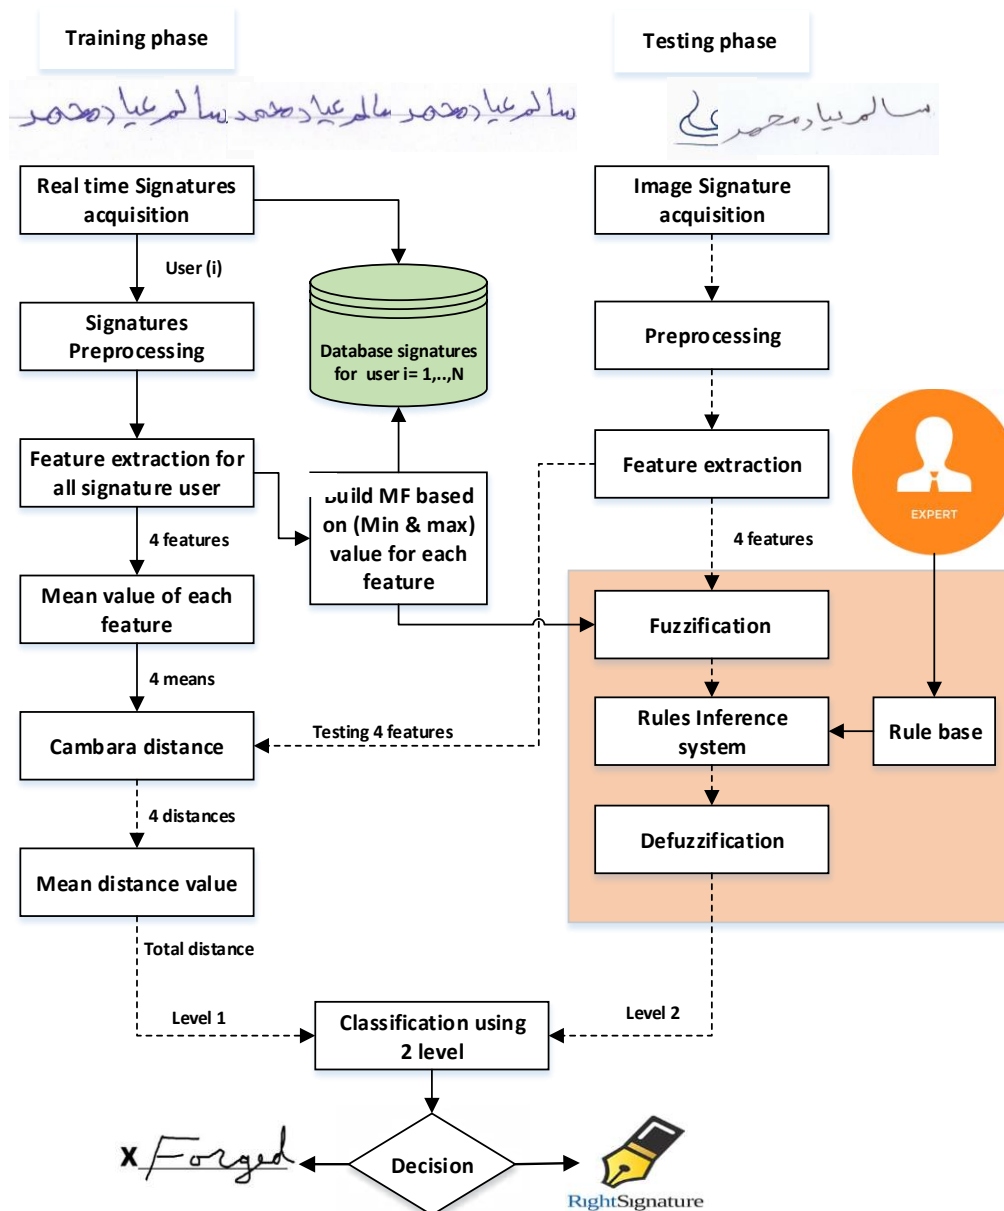 Training phase
Testing phase
سالم عياد محمد سالم عياد محمد سالم عياد محمد
سالم عياد محمد
علي
Real time Signatures
acquisition
Image Signature
acquisition
User (i)
Signatures
Preprocessing
Database signatures
for user i= 1,..,N
Preprocessing
Feature extraction for
all signature user
Build MF based
on (Min & max)
value for each
feature
Feature extraction
EXPERT
4 features
4 features
Mean value of each
feature
Fuzzification
4 means
Cambara distance
Testing 4 features
Rules Inference
system
Rule base
4 distances
Defuzzification
Mean distance value
Total distance
Level 1
Classification using
2 level
Level 2
X Forged
Decision
RightSignature